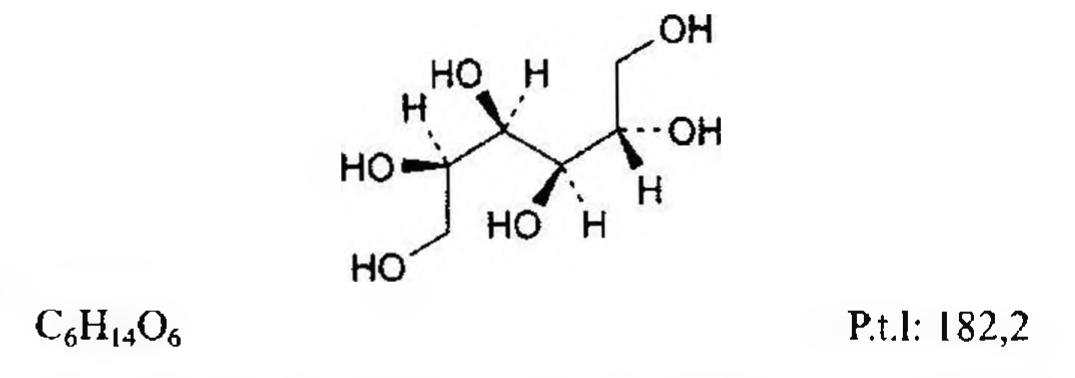 OH
HO H
H
HO OH
H
HO H
HO
C₆H₁₄O₆ P.t.l: 182,2